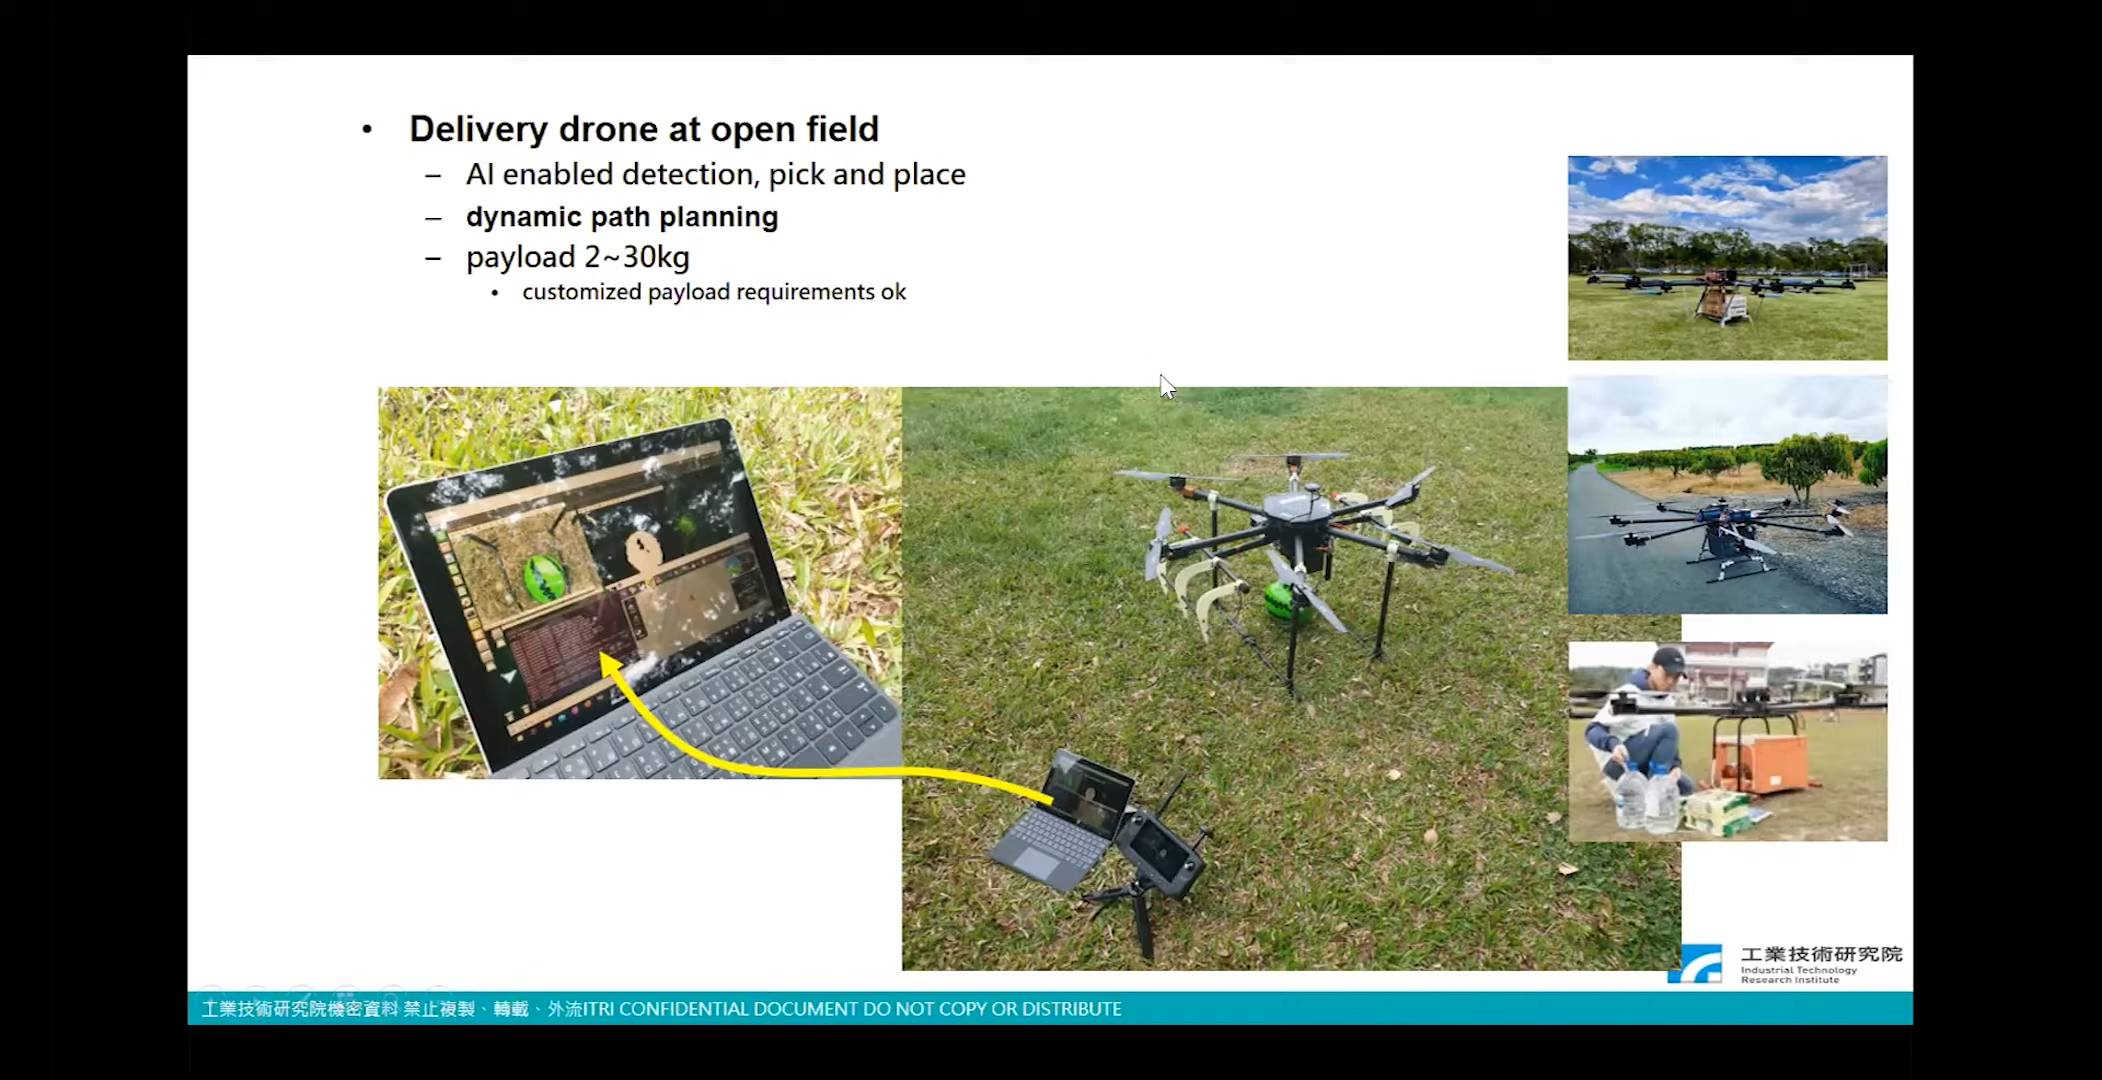 • Delivery drone at open field
– AI enabled detection, pick and place
– dynamic path planning
– payload 2~30kg
• customized payload requirements ok
工業技術研究院
Industrial Technology
Research Institute
工業技術研究院機密資料 禁止複製、轉載、外流ITRI CONFIDENTIAL DOCUMENT DO NOT COPY OR DISTRIBUTE